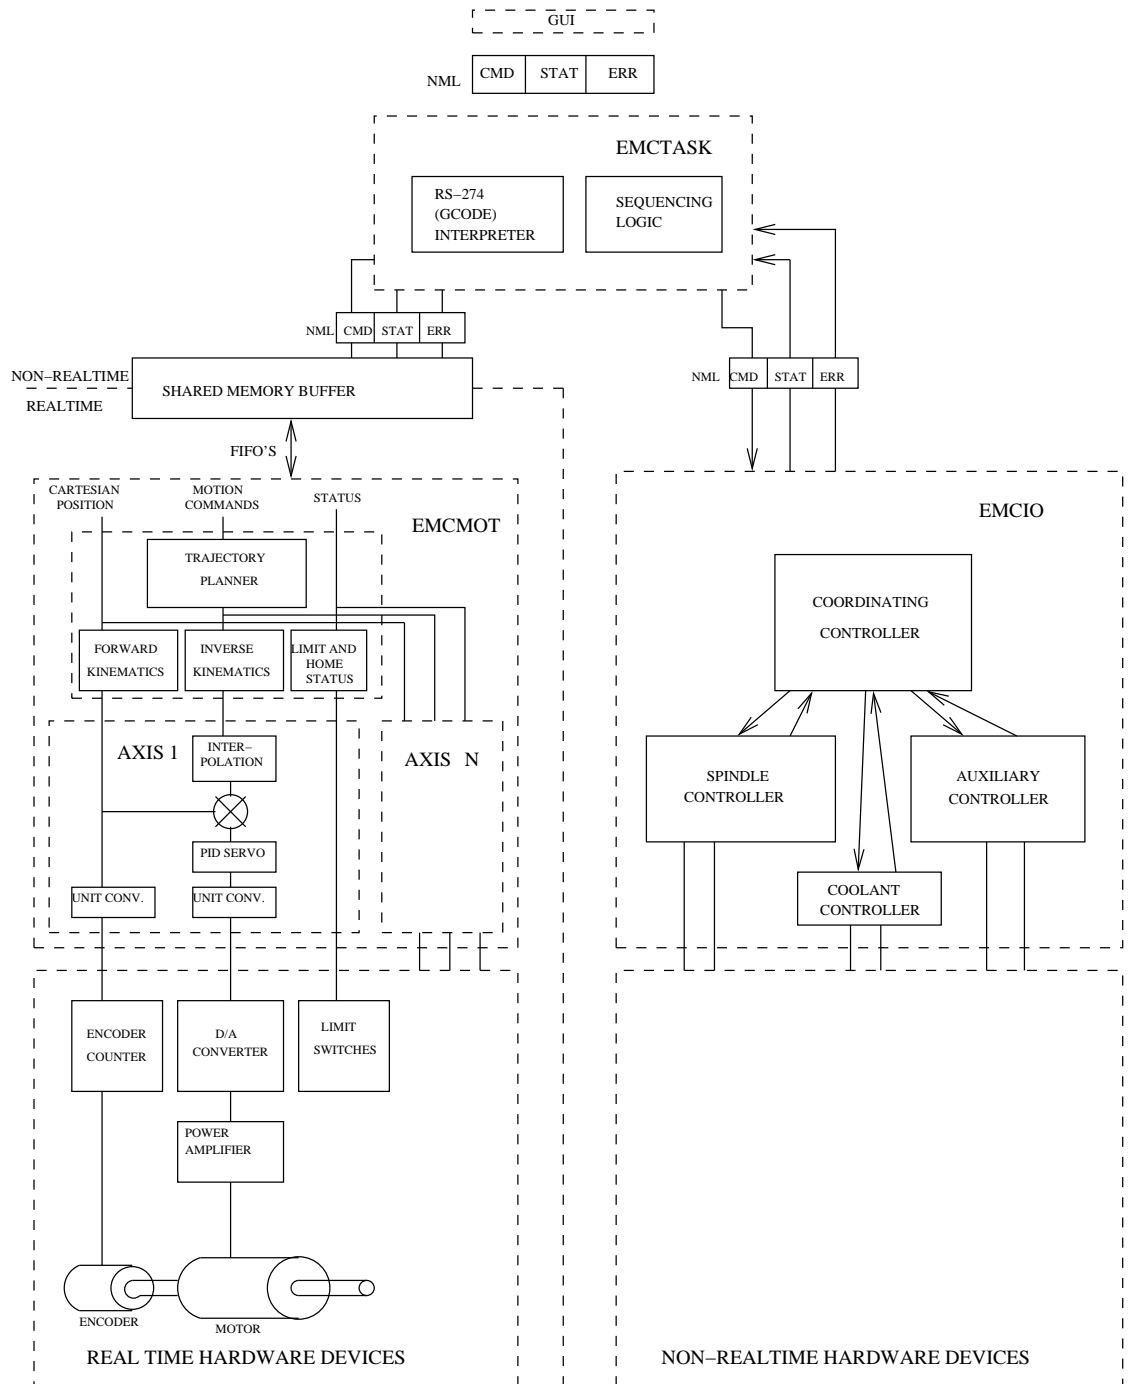 GUI
NML
CMD
STAT
ERR
EMCTASK
RS−274
(GCODE)
INTERPRETER
SEQUENCING
LOGIC
NML
CMD
STAT
ERR
NML
CMD
STAT
ERR
NON−REALTIME
REALTIME
SHARED MEMORY BUFFER
FIFO'S
CARTESIAN
POSITION
MOTION
COMMANDS
STATUS
EMCMOT
TRAJECTORY
PLANNER
FORWARD
KINEMATICS
INVERSE
KINEMATICS
LIMIT AND
HOME
STATUS
AXIS 1
INTER−
POLATION
AXIS N
PID SERVO
UNIT CONV.
UNIT CONV.
EMCIO
COORDINATING
CONTROLLER
SPINDLE
CONTROLLER
AUXILIARY
CONTROLLER
COOLANT
CONTROLLER
ENCODER
COUNTER
D/A
CONVERTER
LIMIT
SWITCHES
POWER
AMPLIFIER
ENCODER
MOTOR
REAL TIME HARDWARE DEVICES
NON−REALTIME HARDWARE DEVICES